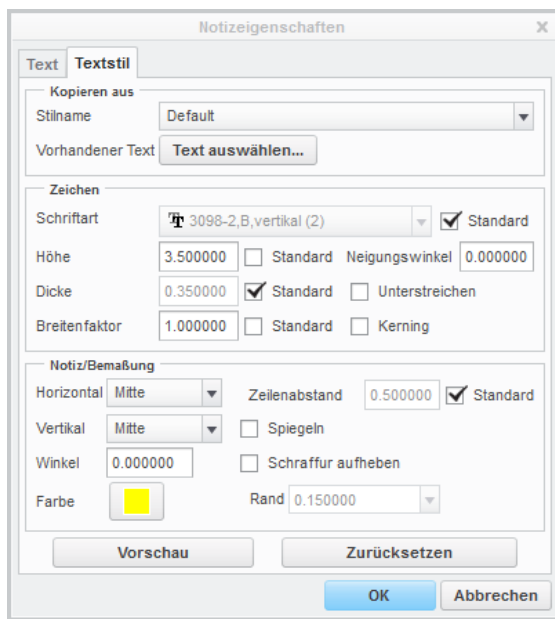 Notizeigenschaften X
Text Textstil
Kopieren aus
Stilname Default
Vorhandener Text Text auswählen...
Zeichen
Schriftart 3098-2,B,vertikal (2) Standard
Höhe 3.500000 Standard Neigungswinkel 0.000000
Dicke 0.350000 Standard Unterstreichen
Breitenfaktor 1.000000 Standard Kerning
Notiz/Bemaßung
Horizontal Mitte Zeilenabstand 0.500000 Standard
Vertikal Mitte Spiegeln
Winkel 0.000000 Schraffur aufheben
Farbe Rand 0.150000
Vorschau Zurücksetzen
OK Abbrechen